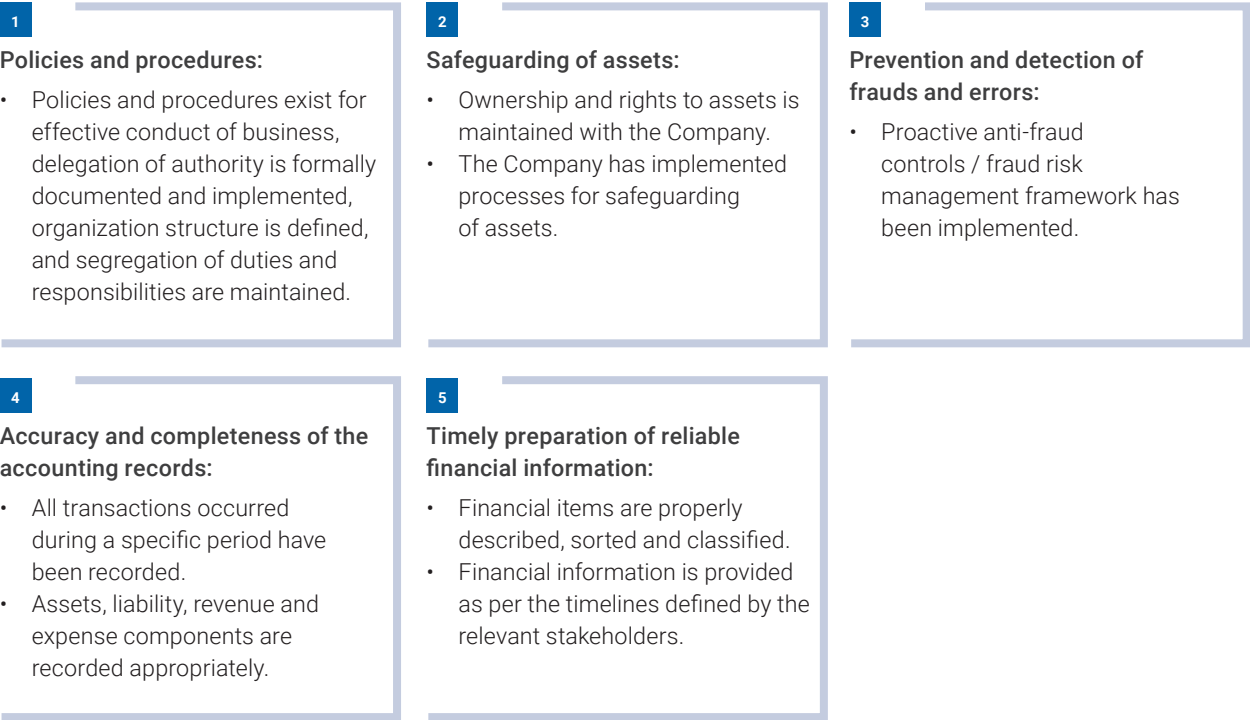 1
Policies and procedures:
• Policies and procedures exist for
effective conduct of business,
delegation of authority is formally
documented and implemented,
organization structure is defined,
and segregation of duties and
responsibilities are maintained.
2
Safeguarding of assets:
• Ownership and rights to assets is
maintained with the Company.
• The Company has implemented
processes for safeguarding
of assets.
3
Prevention and detection of
frauds and errors:
• Proactive anti-fraud
controls / fraud risk
management framework has
been implemented.
4
Accuracy and completeness of the
accounting records:
• All transactions occurred
during a specific period have
been recorded.
• Assets, liability, revenue and
expense components are
recorded appropriately.
5
Timely preparation of reliable
financial information:
• Financial items are properly
described, sorted and classified.
• Financial information is provided
as per the timelines defined by the
relevant stakeholders.